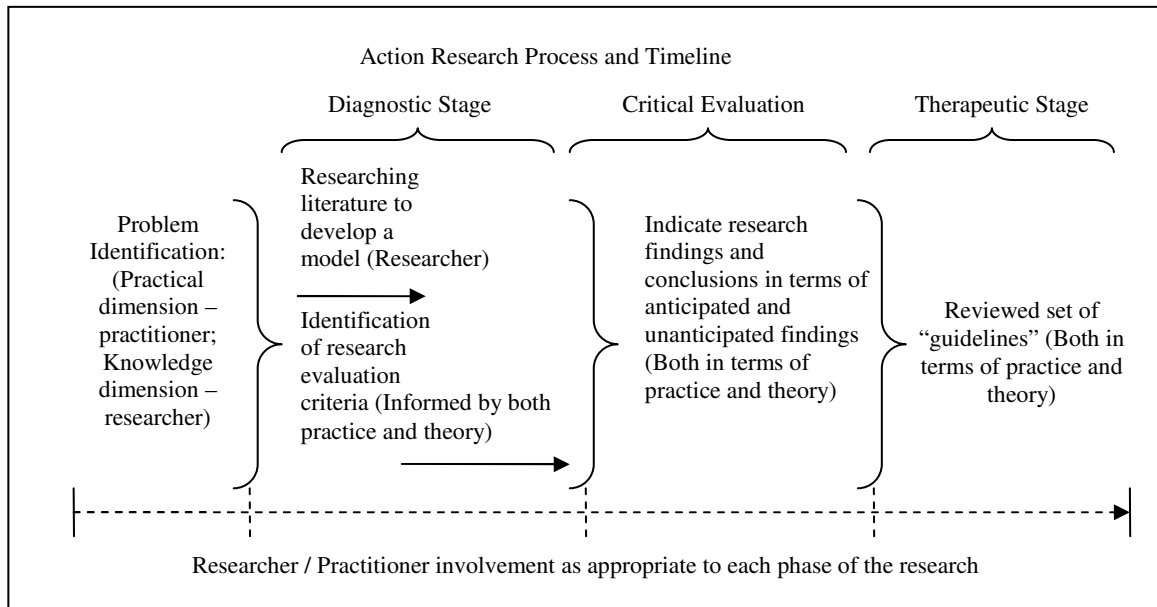 Action Research Process and Timeline
Diagnostic Stage
Critical Evaluation
Therapeutic Stage
Problem
Identification:
(Practical
dimension –
practitioner;
Knowledge
dimension –
researcher)
Researching
literature to
develop a
model (Researcher)
Identification
of research
evaluation
criteria (Informed by both
practice and theory)
Indicate research
findings and
conclusions in terms of
anticipated and
unanticipated findings
(Both in terms of
practice and theory)
Reviewed set of
“guidelines” (Both in
terms of practice and
theory)
Researcher / Practitioner involvement as appropriate to each phase of the research